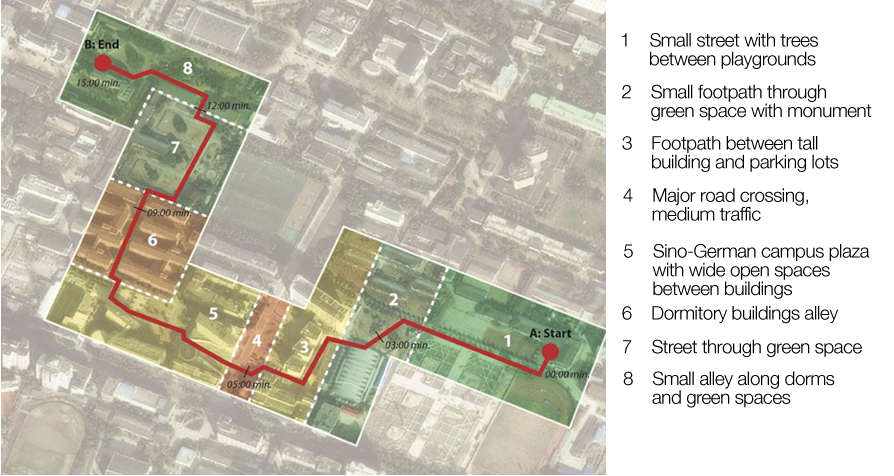 B: End
8
15:00 min.
12:00 min.
7
09:00 min.
6
5
4
3
2
1
A: Start
03:00 min.
00:00 min.
05:00 min.
1 Small street with trees
between playgrounds
2 Small footpath through
green space with monument
3 Footpath between tall
building and parking lots
4 Major road crossing,
medium traffic
5 Sino-German campus plaza
with wide open spaces
between buildings
6 Dormitory buildings alley
7 Street through green space
8 Small alley along dorms
and green spaces